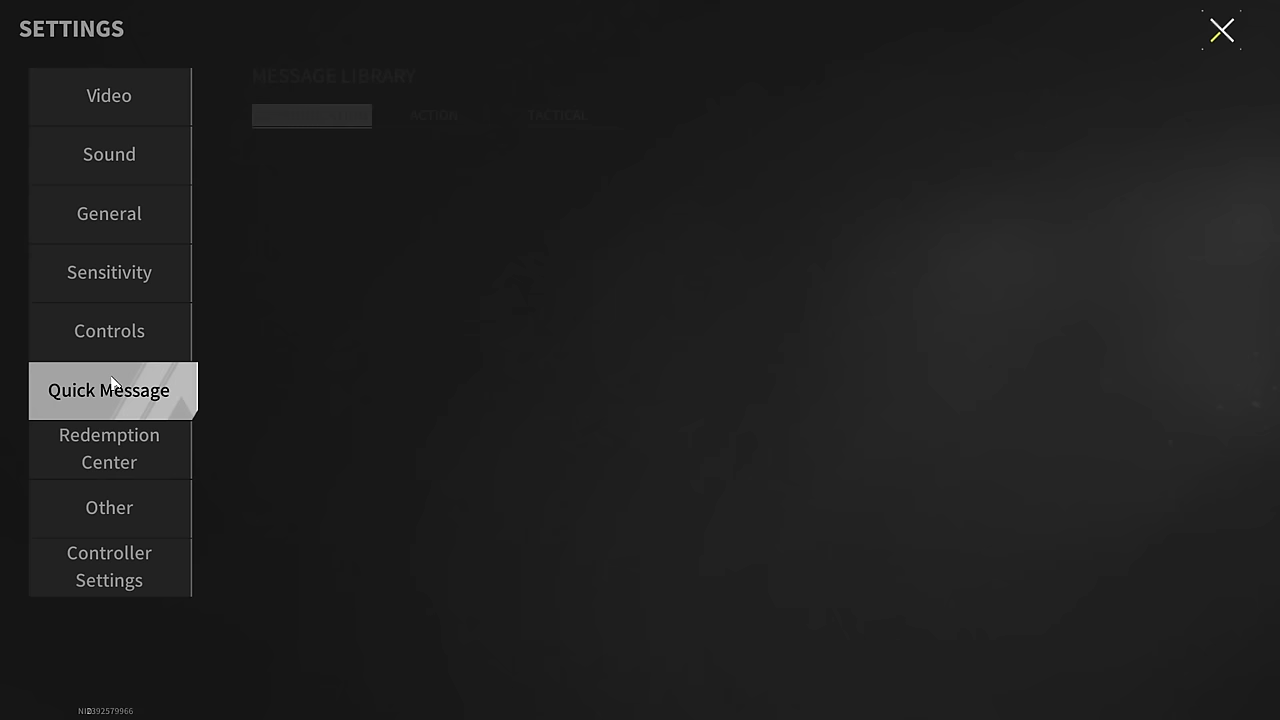 SETTINGS
Video
Sound
General
Sensitivity
Controls
Quick Message
Redemption
Center
Other
Controller
Settings
MESSAGE LIBRARY
ACTION
TACTICAL